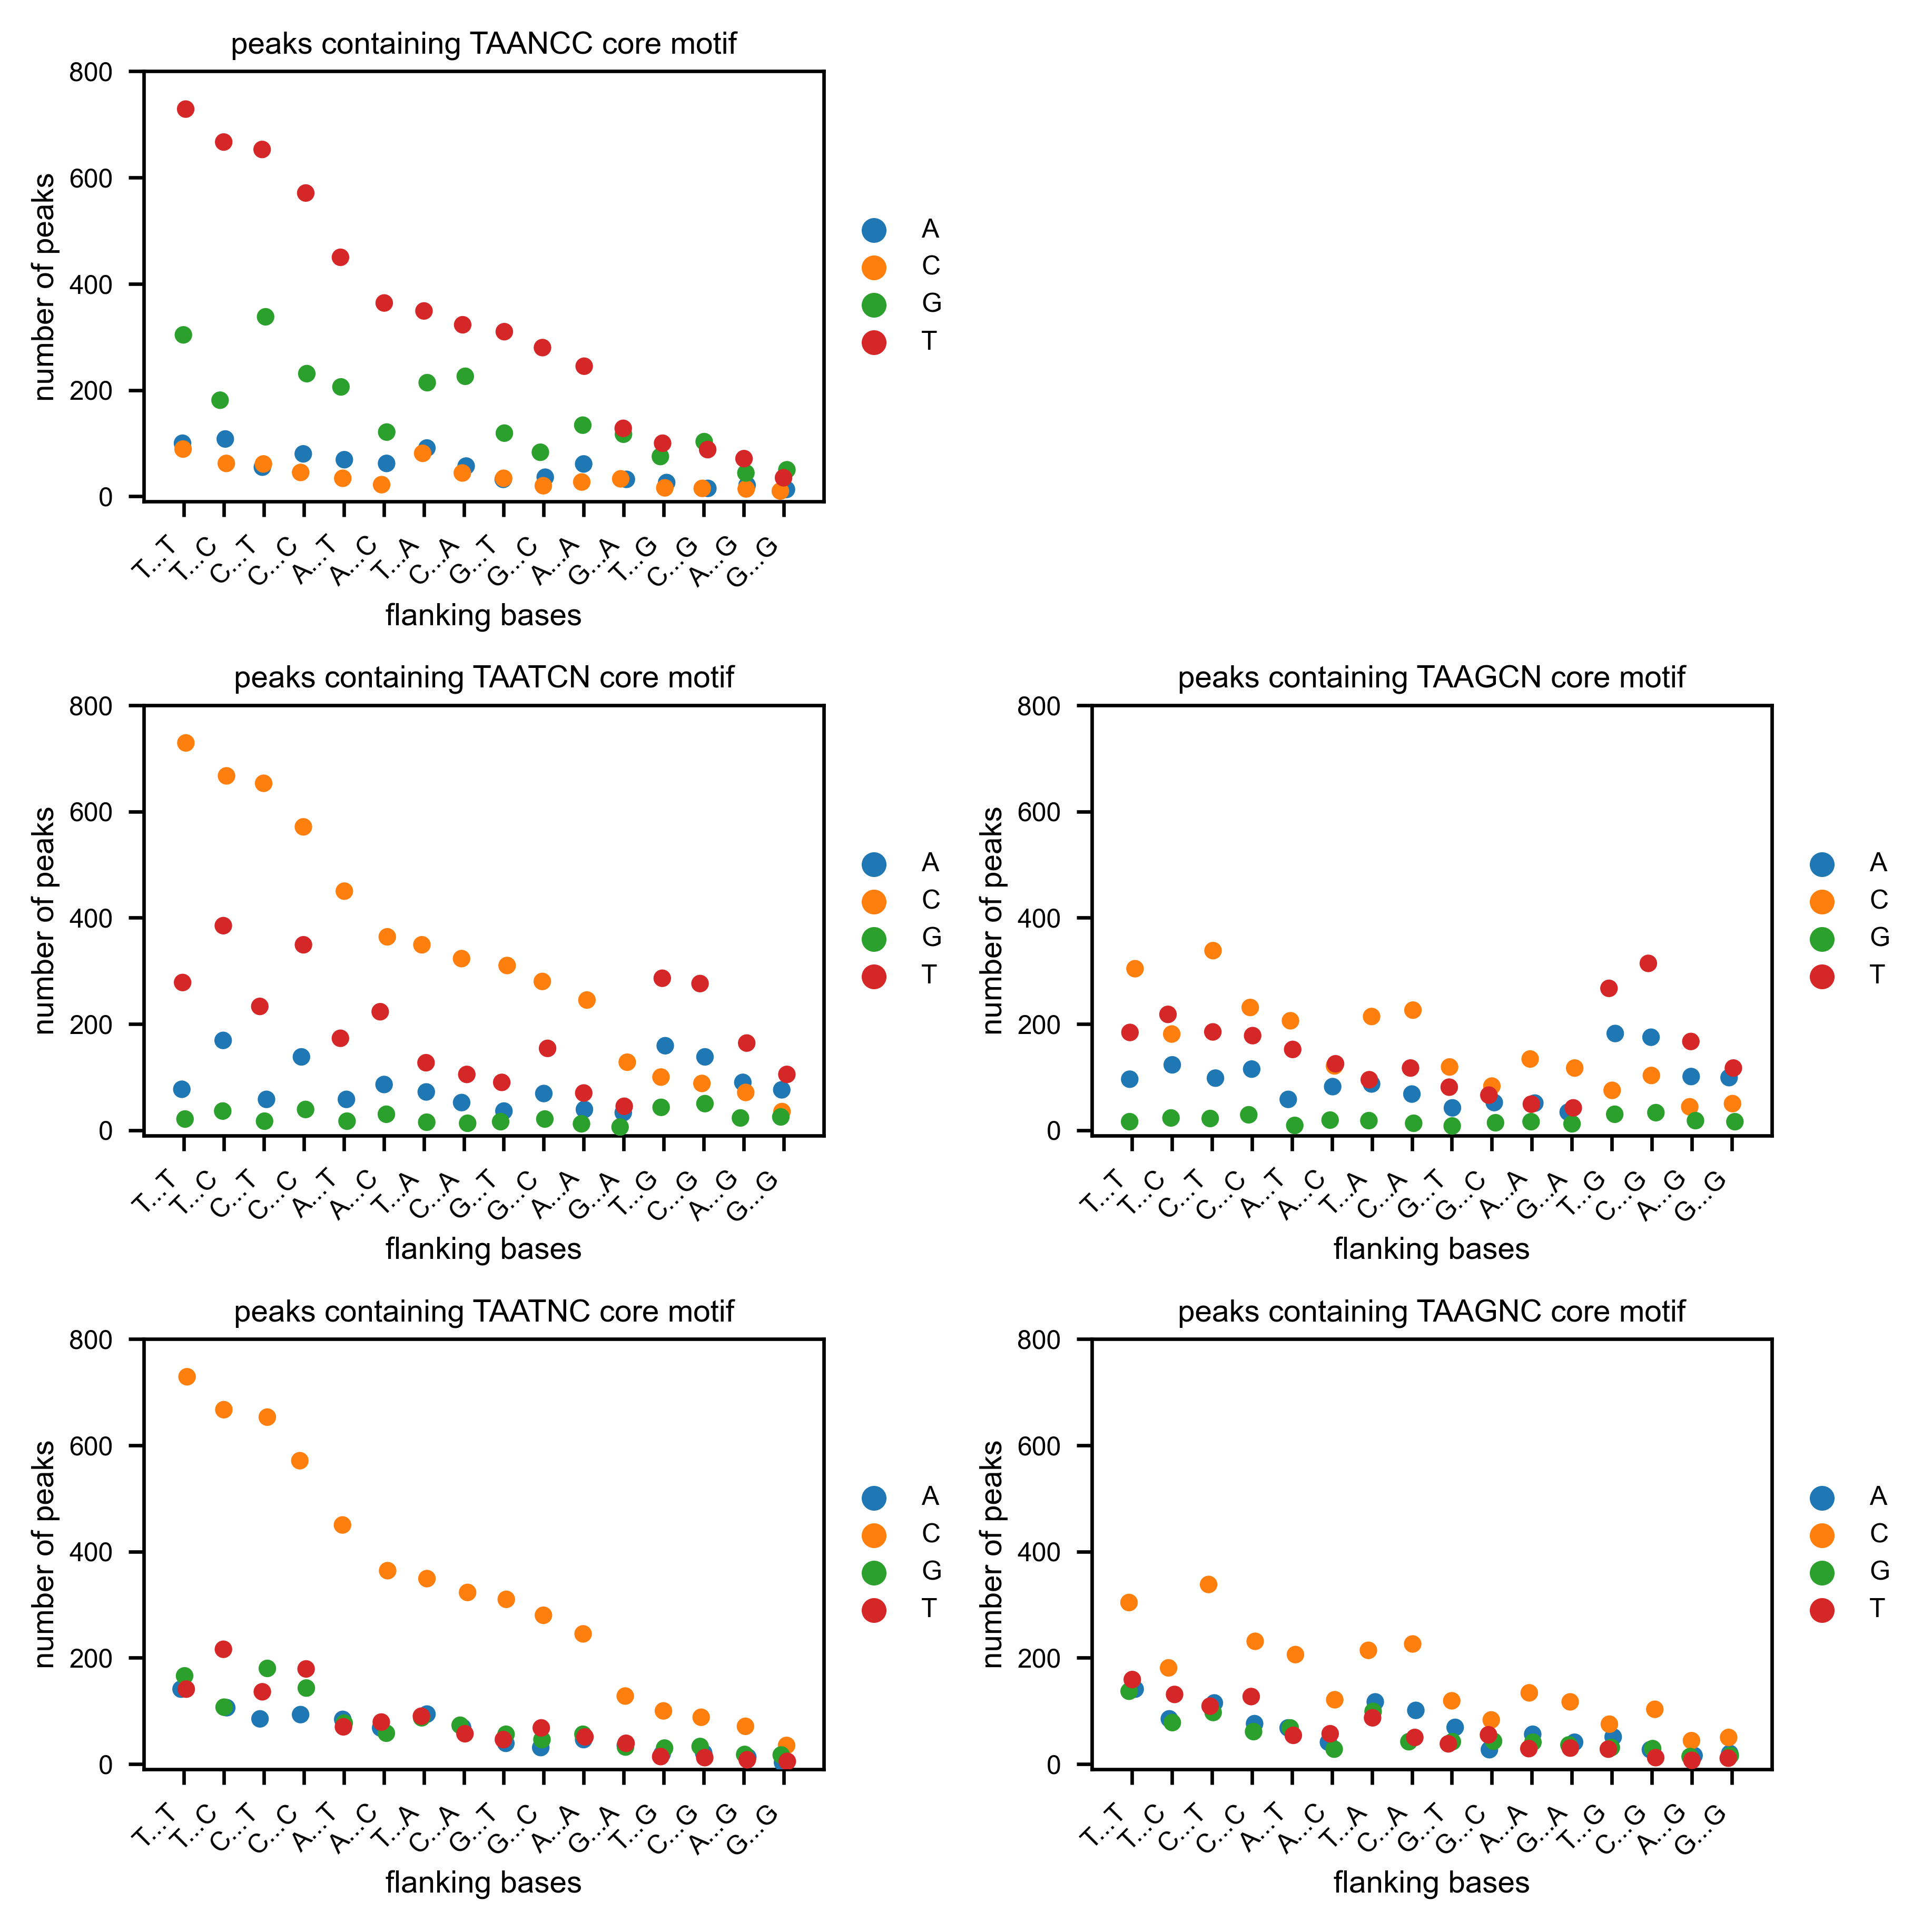 peaks containing TAANCC core motif
number of peaks
800
600
400
200
0
T...T T...C C...T C...C A...T A...C T...A C...A G...T G...C A...A G...A T...G C...G A...G G...G
flanking bases
A
C
G
T
peaks containing TAATCN core motif
number of peaks
800
600
400
200
0
T...T T...C C...T C...C A...T A...C T...A C...A G...T G...C A...A G...A T...G C...G A...G G...G
flanking bases
A
C
G
T
peaks containing TAAGCN core motif
number of peaks
800
600
400
200
0
T...T T...C C...T C...C A...T A...C T...A C...A G...T G...C A...A G...A T...G C...G A...G G...G
flanking bases
A
C
G
T
peaks containing TAATNC core motif
number of peaks
800
600
400
200
0
T...T T...C C...T C...C A...T A...C T...A C...A G...T G...C A...A G...A T...G C...G A...G G...G
flanking bases
A
C
G
T
peaks containing TAAGNC core motif
number of peaks
800
600
400
200
0
T...T T...C C...T C...C A...T A...C T...A C...A G...T G...C A...A G...A T...G C...G A...G G...G
flanking bases
A
C
G
T